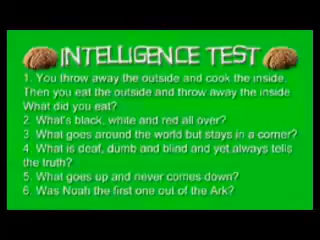 INTELLIGENCE TEST
1. You throw away the outside and cook the inside.
Then you eat the outside and throw away the inside
What did you eat?
2. What's black, white and red all over?
3 What goes around the world but stays in a corner?
4 What is deaf, dumb and blind and yet always tells
the truth?
5. What goes up and never comes down?
6. Was Noah the first one out of the Ark?